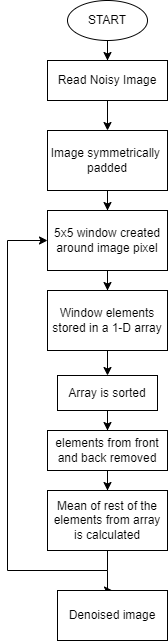 START
Read Noisy Image
Image symmetrically
padded
5x5 window created
around image pixel
Window elements
stored in a 1-D array
Array is sorted
elements from front
and back removed
Mean of rest of the
elements from array
is calculated
Denoised image